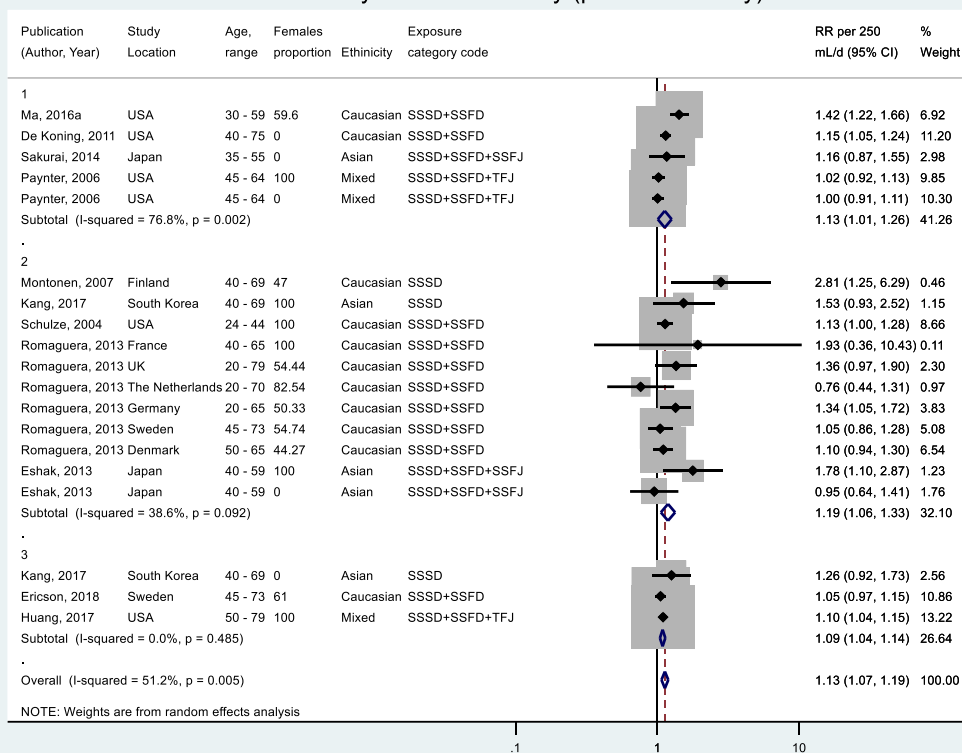 Publication Study Age, Females Exposure RR per 250 %
(Author, Year) Location range proportion Ethinicity category code mL/d (95% CI) Weight
1
Ma, 2016a USA 30 - 59 59.6 Caucasian SSSD+SSFD 1.42 (1.22, 1.66) 6.92
De Koning, 2011 USA 40 - 75 0 Caucasian SSSD+SSFD 1.15 (1.05, 1.24) 11.20
Sakurai, 2014 Japan 35 - 55 0 Asian SSSD+SSFD+SSFJ 1.16 (0.87, 1.55) 2.98
Paynter, 2006 USA 45 - 64 100 Mixed SSSD+SSFD+TFJ 1.02 (0.92, 1.13) 9.85
Paynter, 2006 USA 45 - 64 0 Mixed SSSD+SSFD+TFJ 1.00 (0.91, 1.11) 10.30
Subtotal (I-squared = 76.8%, p = 0.002) 1.13 (1.01, 1.26) 41.26
.
2
Montonen, 2007 Finland 40 - 69 47 Caucasian SSSD 2.81 (1.25, 6.29) 0.46
Kang, 2017 South Korea 40 - 69 100 Asian SSSD 1.53 (0.93, 2.52) 1.15
Schulze, 2004 USA 24 - 44 100 Caucasian SSSD+SSFD 1.13 (1.00, 1.28) 8.66
Romaguera, 2013 France 40 - 65 100 Caucasian SSSD+SSFD 1.93 (0.36, 10.43) 0.11
Romaguera, 2013 UK 20 - 79 54.44 Caucasian SSSD+SSFD 1.36 (0.97, 1.90) 2.30
Romaguera, 2013 The Netherlands 20 - 70 82.54 Caucasian SSSD+SSFD 0.76 (0.44, 1.31) 0.97
Romaguera, 2013 Germany 20 - 65 50.33 Caucasian SSSD+SSFD 1.34 (1.05, 1.72) 3.83
Romaguera, 2013 Sweden 45 - 73 54.74 Caucasian SSSD+SSFD 1.05 (0.86, 1.28) 5.08
Romaguera, 2013 Denmark 50 - 65 44.27 Caucasian SSSD+SSFD 1.10 (0.94, 1.30) 6.54
Eshak, 2013 Japan 40 - 59 100 Asian SSSD+SSFD+SSFJ 1.78 (1.10, 2.87) 1.23
Eshak, 2013 Japan 40 - 59 0 Asian SSSD+SSFD+SSFJ 0.95 (0.64, 1.41) 1.76
Subtotal (I-squared = 38.6%, p = 0.092) 1.19 (1.06, 1.33) 32.10
.
3
Kang, 2017 South Korea 40 - 69 0 Asian SSSD 1.26 (0.92, 1.73) 2.56
Ericson, 2018 Sweden 45 - 73 61 Caucasian SSSD+SSFD 1.05 (0.97, 1.15) 10.86
Huang, 2017 USA 50 - 79 100 Mixed SSSD+SSFD+TFJ 1.10 (1.04, 1.15) 13.22
Subtotal (I-squared = 0.0%, p = 0.485) 1.09 (1.04, 1.14) 26.64
.
Overall (I-squared = 51.2%, p = 0.005) 1.13 (1.07, 1.19) 100.00
NOTE: Weights are from random effects analysis
.1 1 10